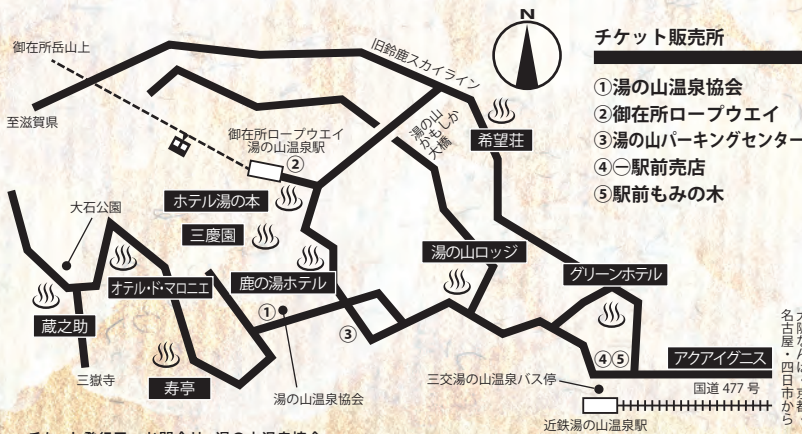 N
チケット販売所
①湯の山温泉協会
②御在所ロープウエイ
③湯の山パーキングセンター
④㊀駅前売店
⑤駅前もみの木
御在所岳山上
旧鈴鹿スカイライン
至滋賀県
御在所ロープウエイ
湯の山温泉駅
②
湯の山
かもしか
大橋
希望荘
ホテル湯の本
大石公園
三慶園
湯の山ロッジ
グリーンホテル
オテル・ド・マロニエ
鹿の湯ホテル
蔵之助
①
③
④⑤
アクアイグニス
三嶽寺
寿亭
湯の山温泉協会
三交湯の山温泉バス停
国道 477 号
近鉄湯の山温泉駅
名古屋・四日市から